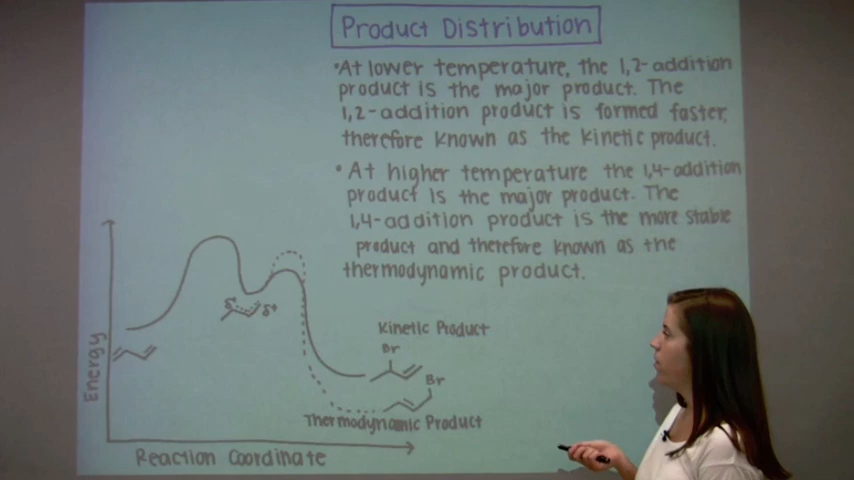 Product Distribution
•At lower temperature, the 1,2-addition
product is the major product. The
1,2-addition product is formed faster,
therefore known as the kinetic product.
• At higher temperature the 1,4-addition
product is the major product. The
1,4-addition product is the more stable
product and therefore known as the
thermodynamic product.
Energy
δ+ δ+
Kinetic Product
Br
Br
Thermodynamic Product
Reaction Coordinate